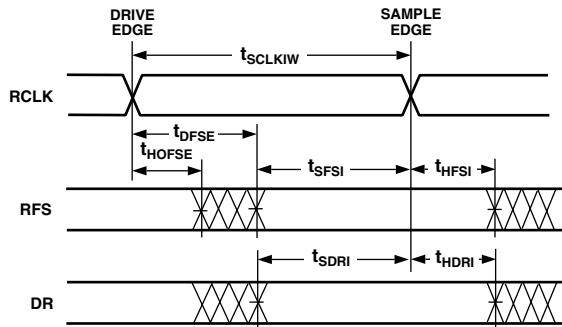 DRIVE EDGE
SAMPLE EDGE
tSCLKIW
RCLK
tDFSE
tHOFSE
tSFSI
tHFSI
RFS
tSDRI
tHDRI
DR